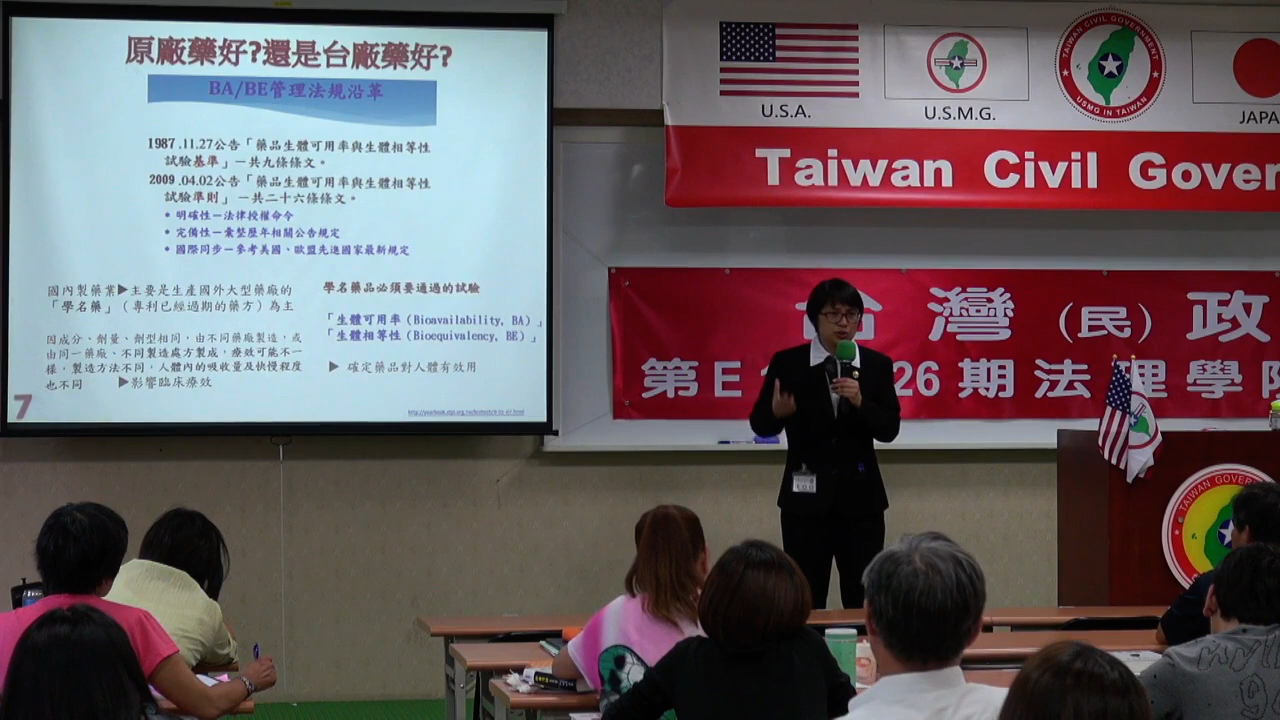 原廠藥好?還是台廠藥好?
BA/BE管理法規沿革
1987 .11.27公告「藥品生體可用率與生體相等性
試驗基準」—共九條條文。
2009 .04.02公告「藥品生體可用率與生體相等性
試驗準則」—共二十六條條文。
• 明確性—法律授權命令
• 完備性—彙整歷年相關公告規定
• 國際同步—參考美國、歐盟先進國家最新規定
國內製藥業▶主要是生產國外大型藥廠的
「學名藥」(專利已經過期的藥方)為主
因成分、劑量、劑型相同,由不同藥廠製造,或
由同一藥廠、不同製造處方製成,療效可能不一
樣,製造方法不同,人體內的吸收量及快慢程度
也不同 ▶影響臨床療效
學名藥品必須要通過的試驗
「生體可用率(Bioavailability, BA)」
「生體相等性(Bioequivalency, BE)」
▶ 確定藥品對人體有效用
7
U.S.A.
U.S.M.G.
TAIWAN CIVIL GOVERNMENT
USMG IN TAIWAN
JAPA
Taiwan Civil Gover
台灣(民)政
第E
26期法理學院
TAIWAN GOVER